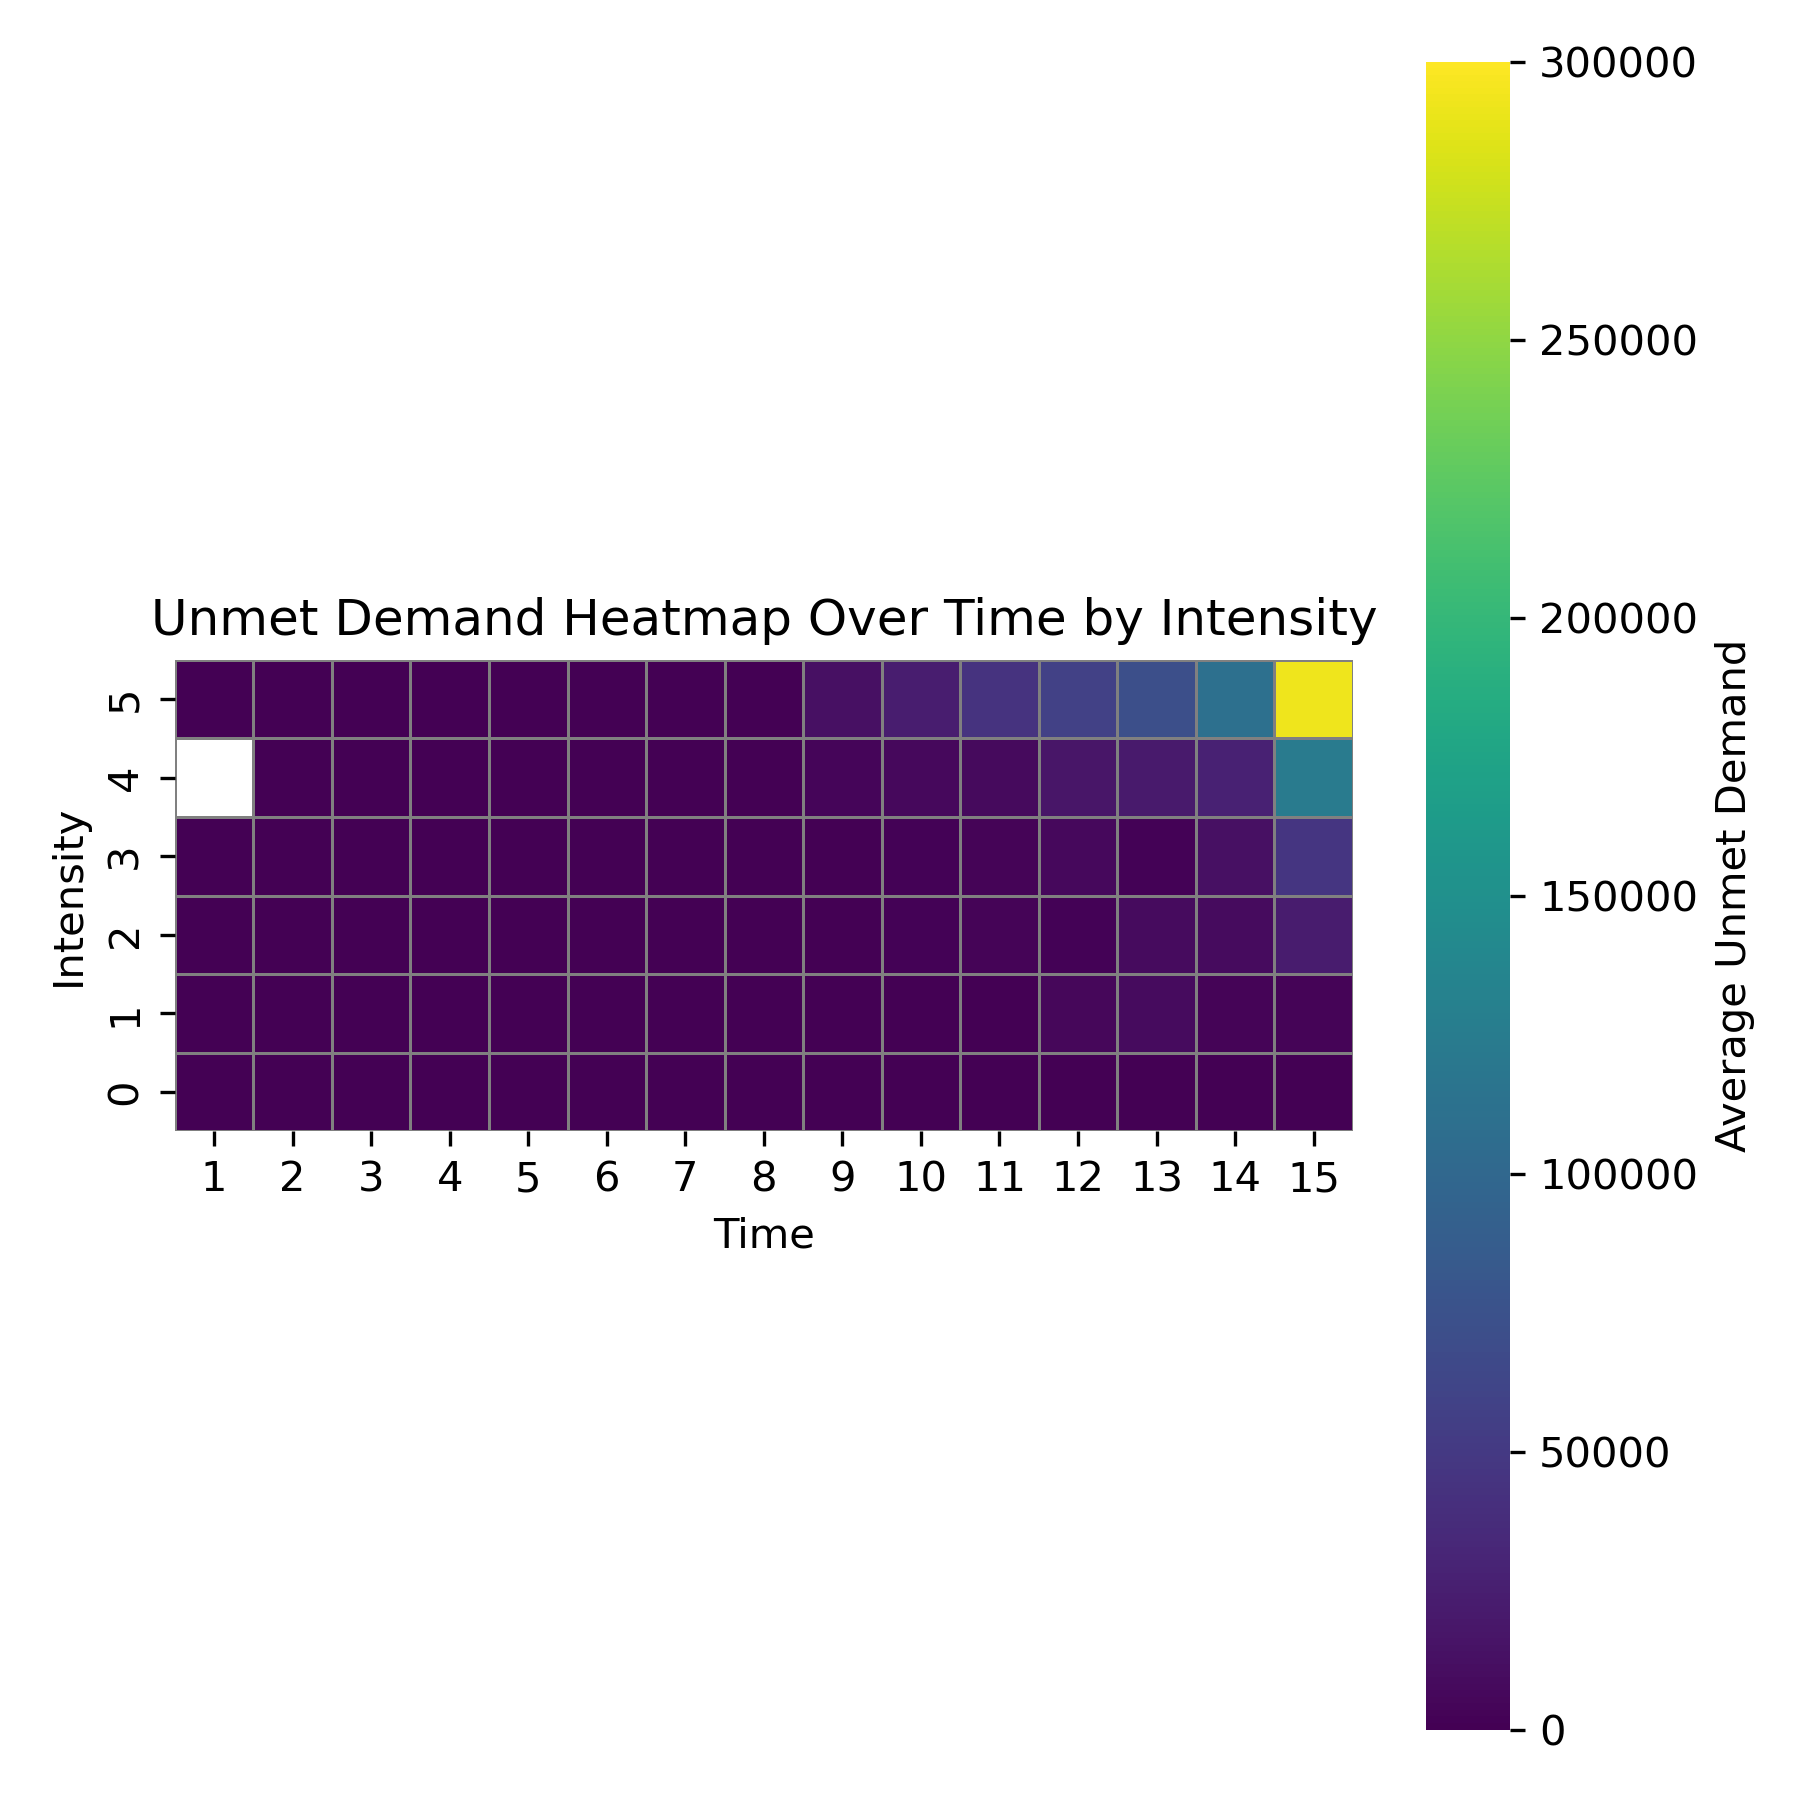 Unmet Demand Heatmap Over Time by Intensity
Intensity
5
4
3
2
1
0
1 2 3 4 5 6 7 8 9 10 11 12 13 14 15
Time
300000
250000
200000
150000
100000
50000
0
Average Unmet Demand